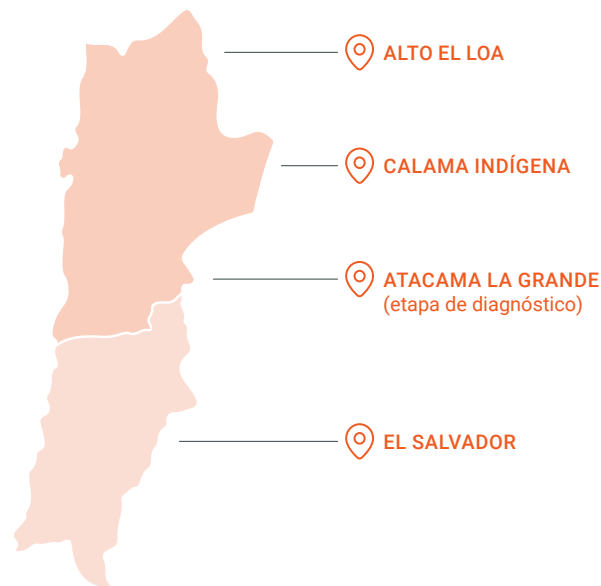 ALTO EL LOA
CALAMA INDÍGENA
ATACAMA LA GRANDE
(etapa de diagnóstico)
EL SALVADOR